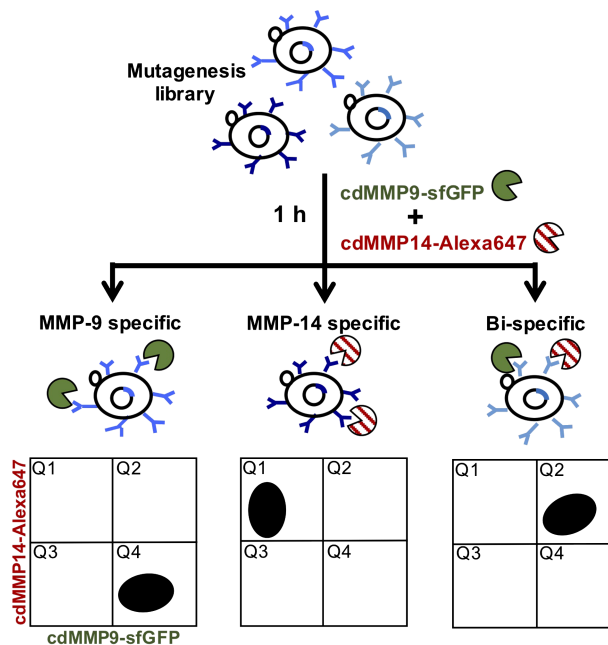 Mutagenesis
library
1 h
cdMMP9-sfGFP
+
cdMMP14-Alexa647
MMP-9 specific
MMP-14 specific
Bi-specific
cdMMP14-Alexa647
Q1 Q2
Q3 Q4
Q1 Q2
Q3 Q4
Q1 Q2
Q3 Q4
cdMMP9-sfGFP